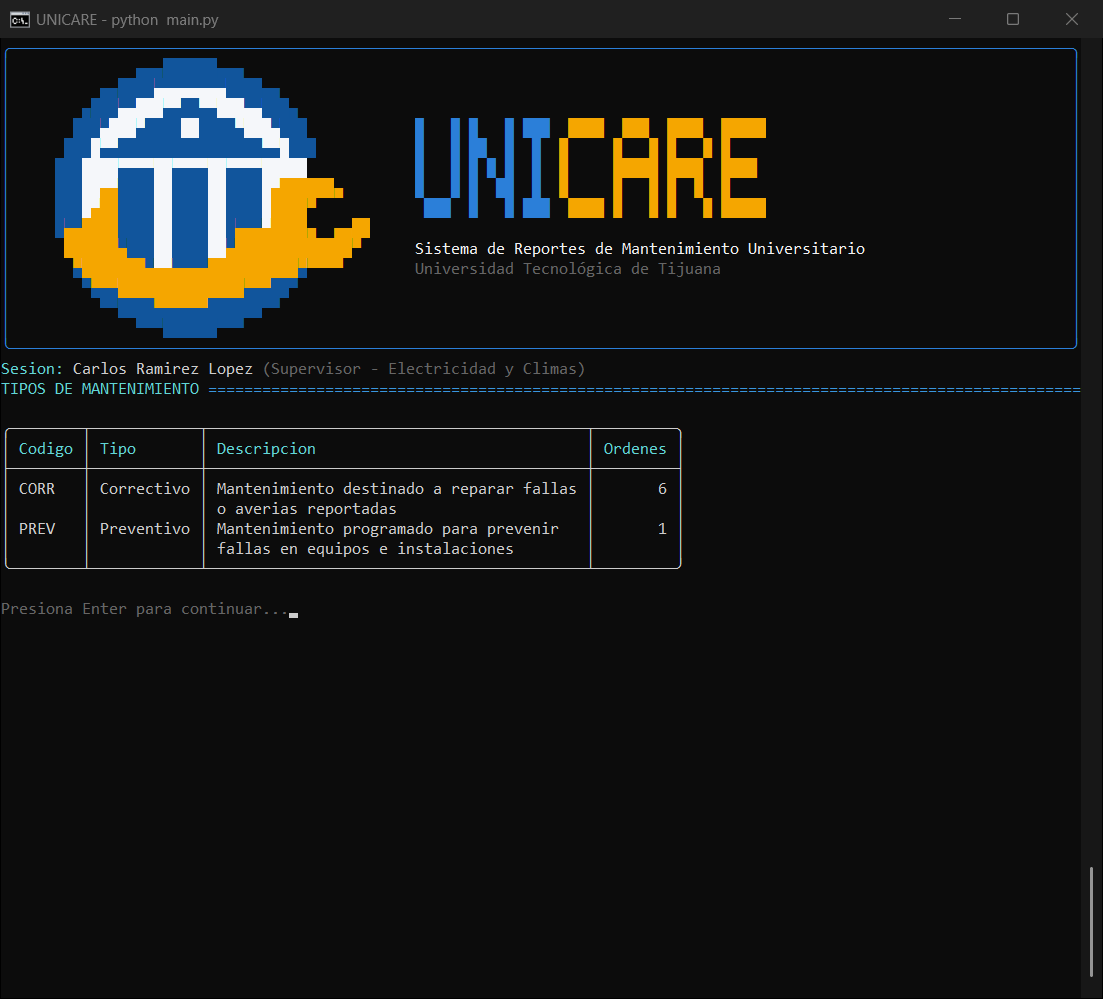 UNICARE - python  main.py
UNICARE
Sistema de Reportes de Mantenimiento Universitario
Universidad Tecnológica de Tijuana
Sesion: Carlos Ramirez Lopez (Supervisor - Electricidad y Climas)
TIPOS DE MANTENIMIENTO =================================================================================================
Codigo Tipo Descripcion Ordenes
CORR Correctivo Mantenimiento destinado a reparar fallas 6
o averias reportadas
PREV Preventivo Mantenimiento programado para prevenir 1
fallas en equipos e instalaciones
Presiona Enter para continuar...